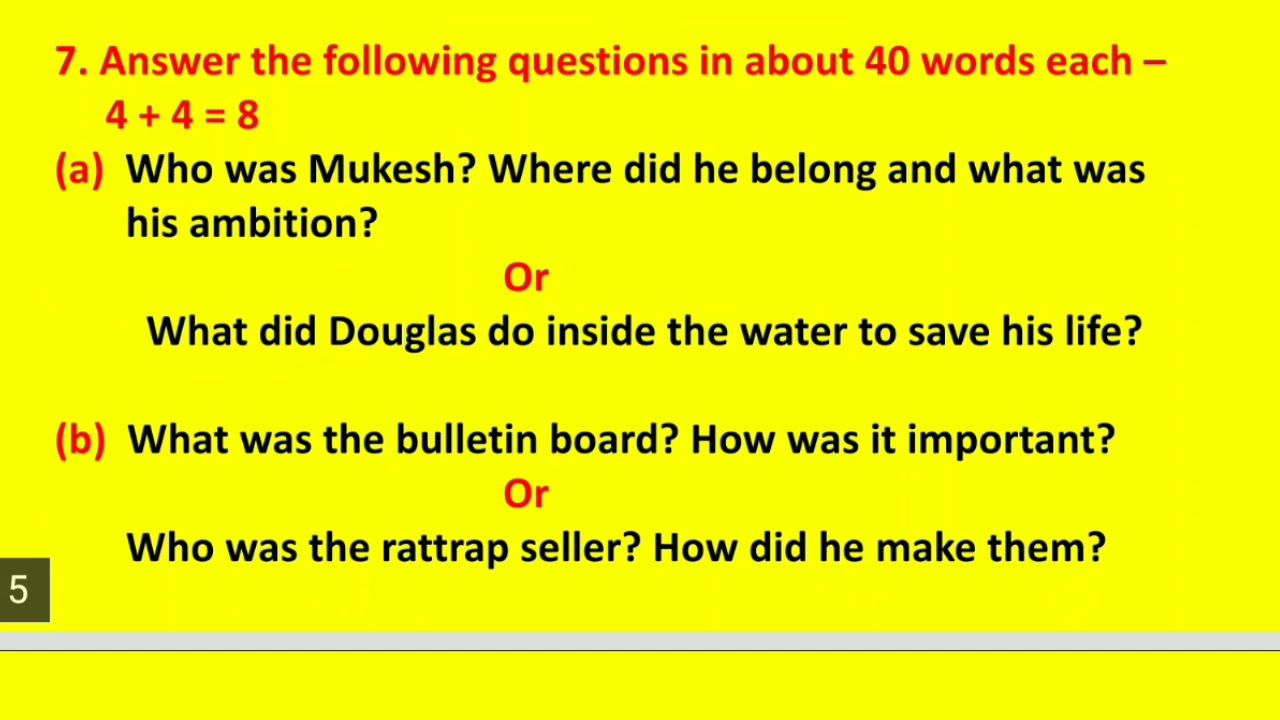 7. Answer the following questions in about 40 words each –
4 + 4 = 8
(a) Who was Mukesh? Where did he belong and what was
his ambition?
Or
What did Douglas do inside the water to save his life?
(b) What was the bulletin board? How was it important?
Or
Who was the rattrap seller? How did he make them?
5